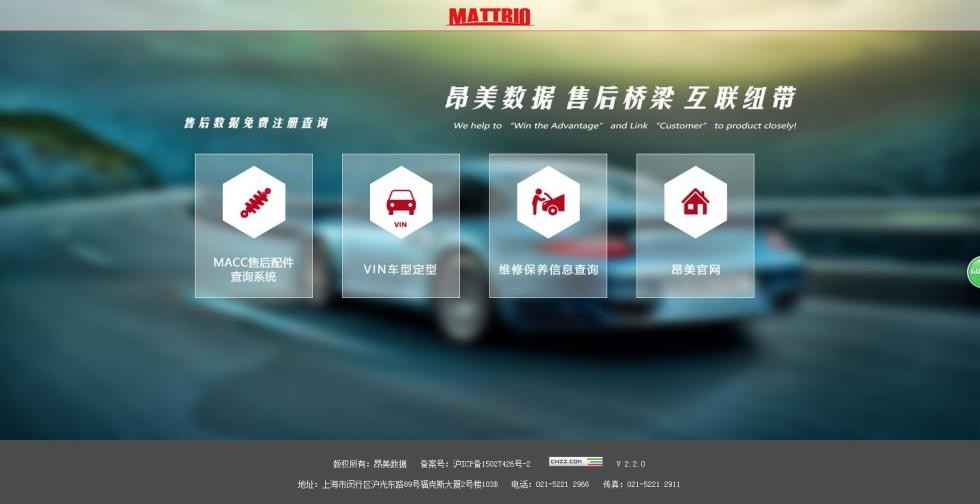 MATTRIO
昂美数据 售后桥梁 互联纽带
售后数据免费注册查询
We help to “Win the Advantage” and Link “Customer” to product closely!
VIN
MACC售后配件
查询系统
VIN车型定型
维修保养信息查询
昂美官网
版权所有：昂美数据 备案号：沪ICP备15027426号-2 CNZZ.COM V 2.2.0
地址：上海市闵行区沪光东路89号福克斯大厦2号楼103B 电话：021-5221 2966 传真：021-5221 2911